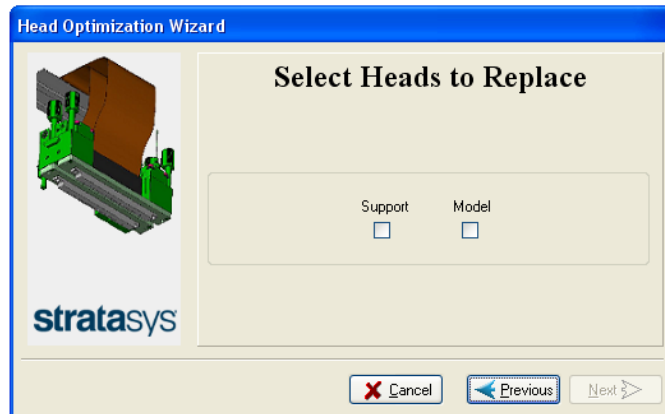 Head Optimization Wizard
Select Heads to Replace
Support Model
stratasys
Cancel Previous Next